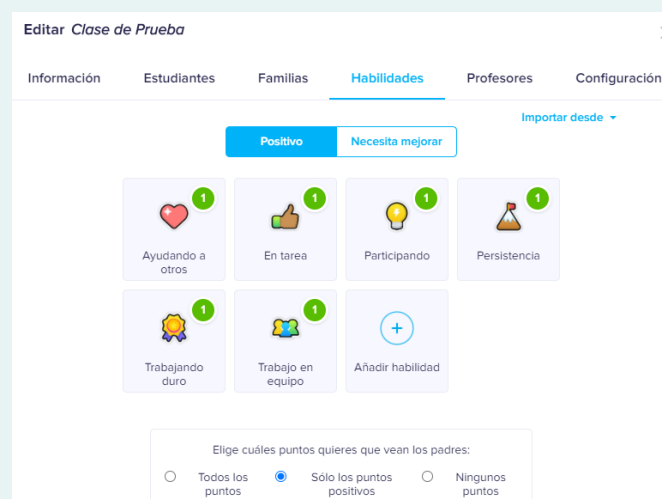 Editar Clase de Prueba
Información Estudiantes Familias Habilidades Profesores Configuración
Importar desde
Positivo Necesita mejorar
1 1 1 1
Ayudando a otros En tarea Participando Persistencia
1 1
Trabajando duro Trabajo en equipo + Añadir habilidad
Elige cuáles puntos quieres que vean los padres:
Todos los puntos Sólo los puntos positivos Ningunos puntos